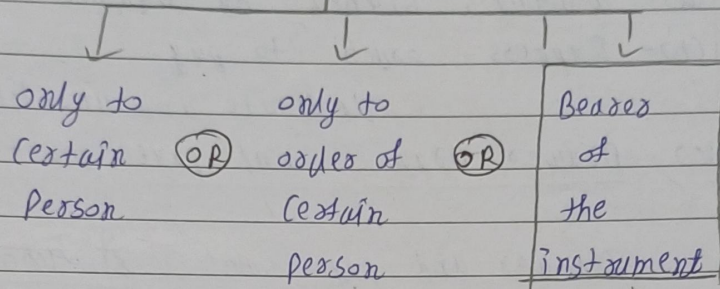 only to only to Bearer
Certain OR order of OR of
Person Certain the
person instrument